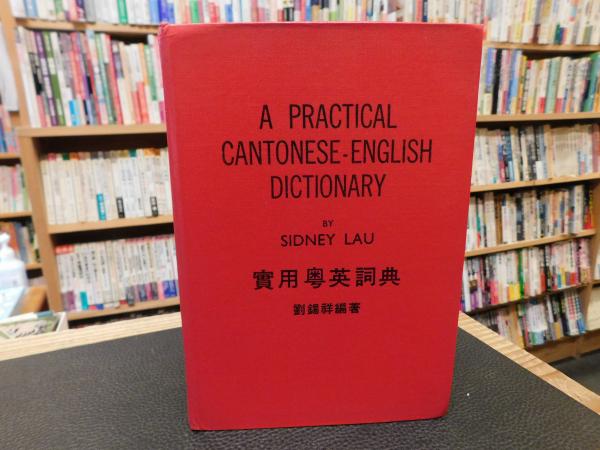 A PRACTICAL
CANTONESE-ENGLISH
DICTIONARY
BY
SIDNEY LAU
實用粵英詞典
劉錫祥編著